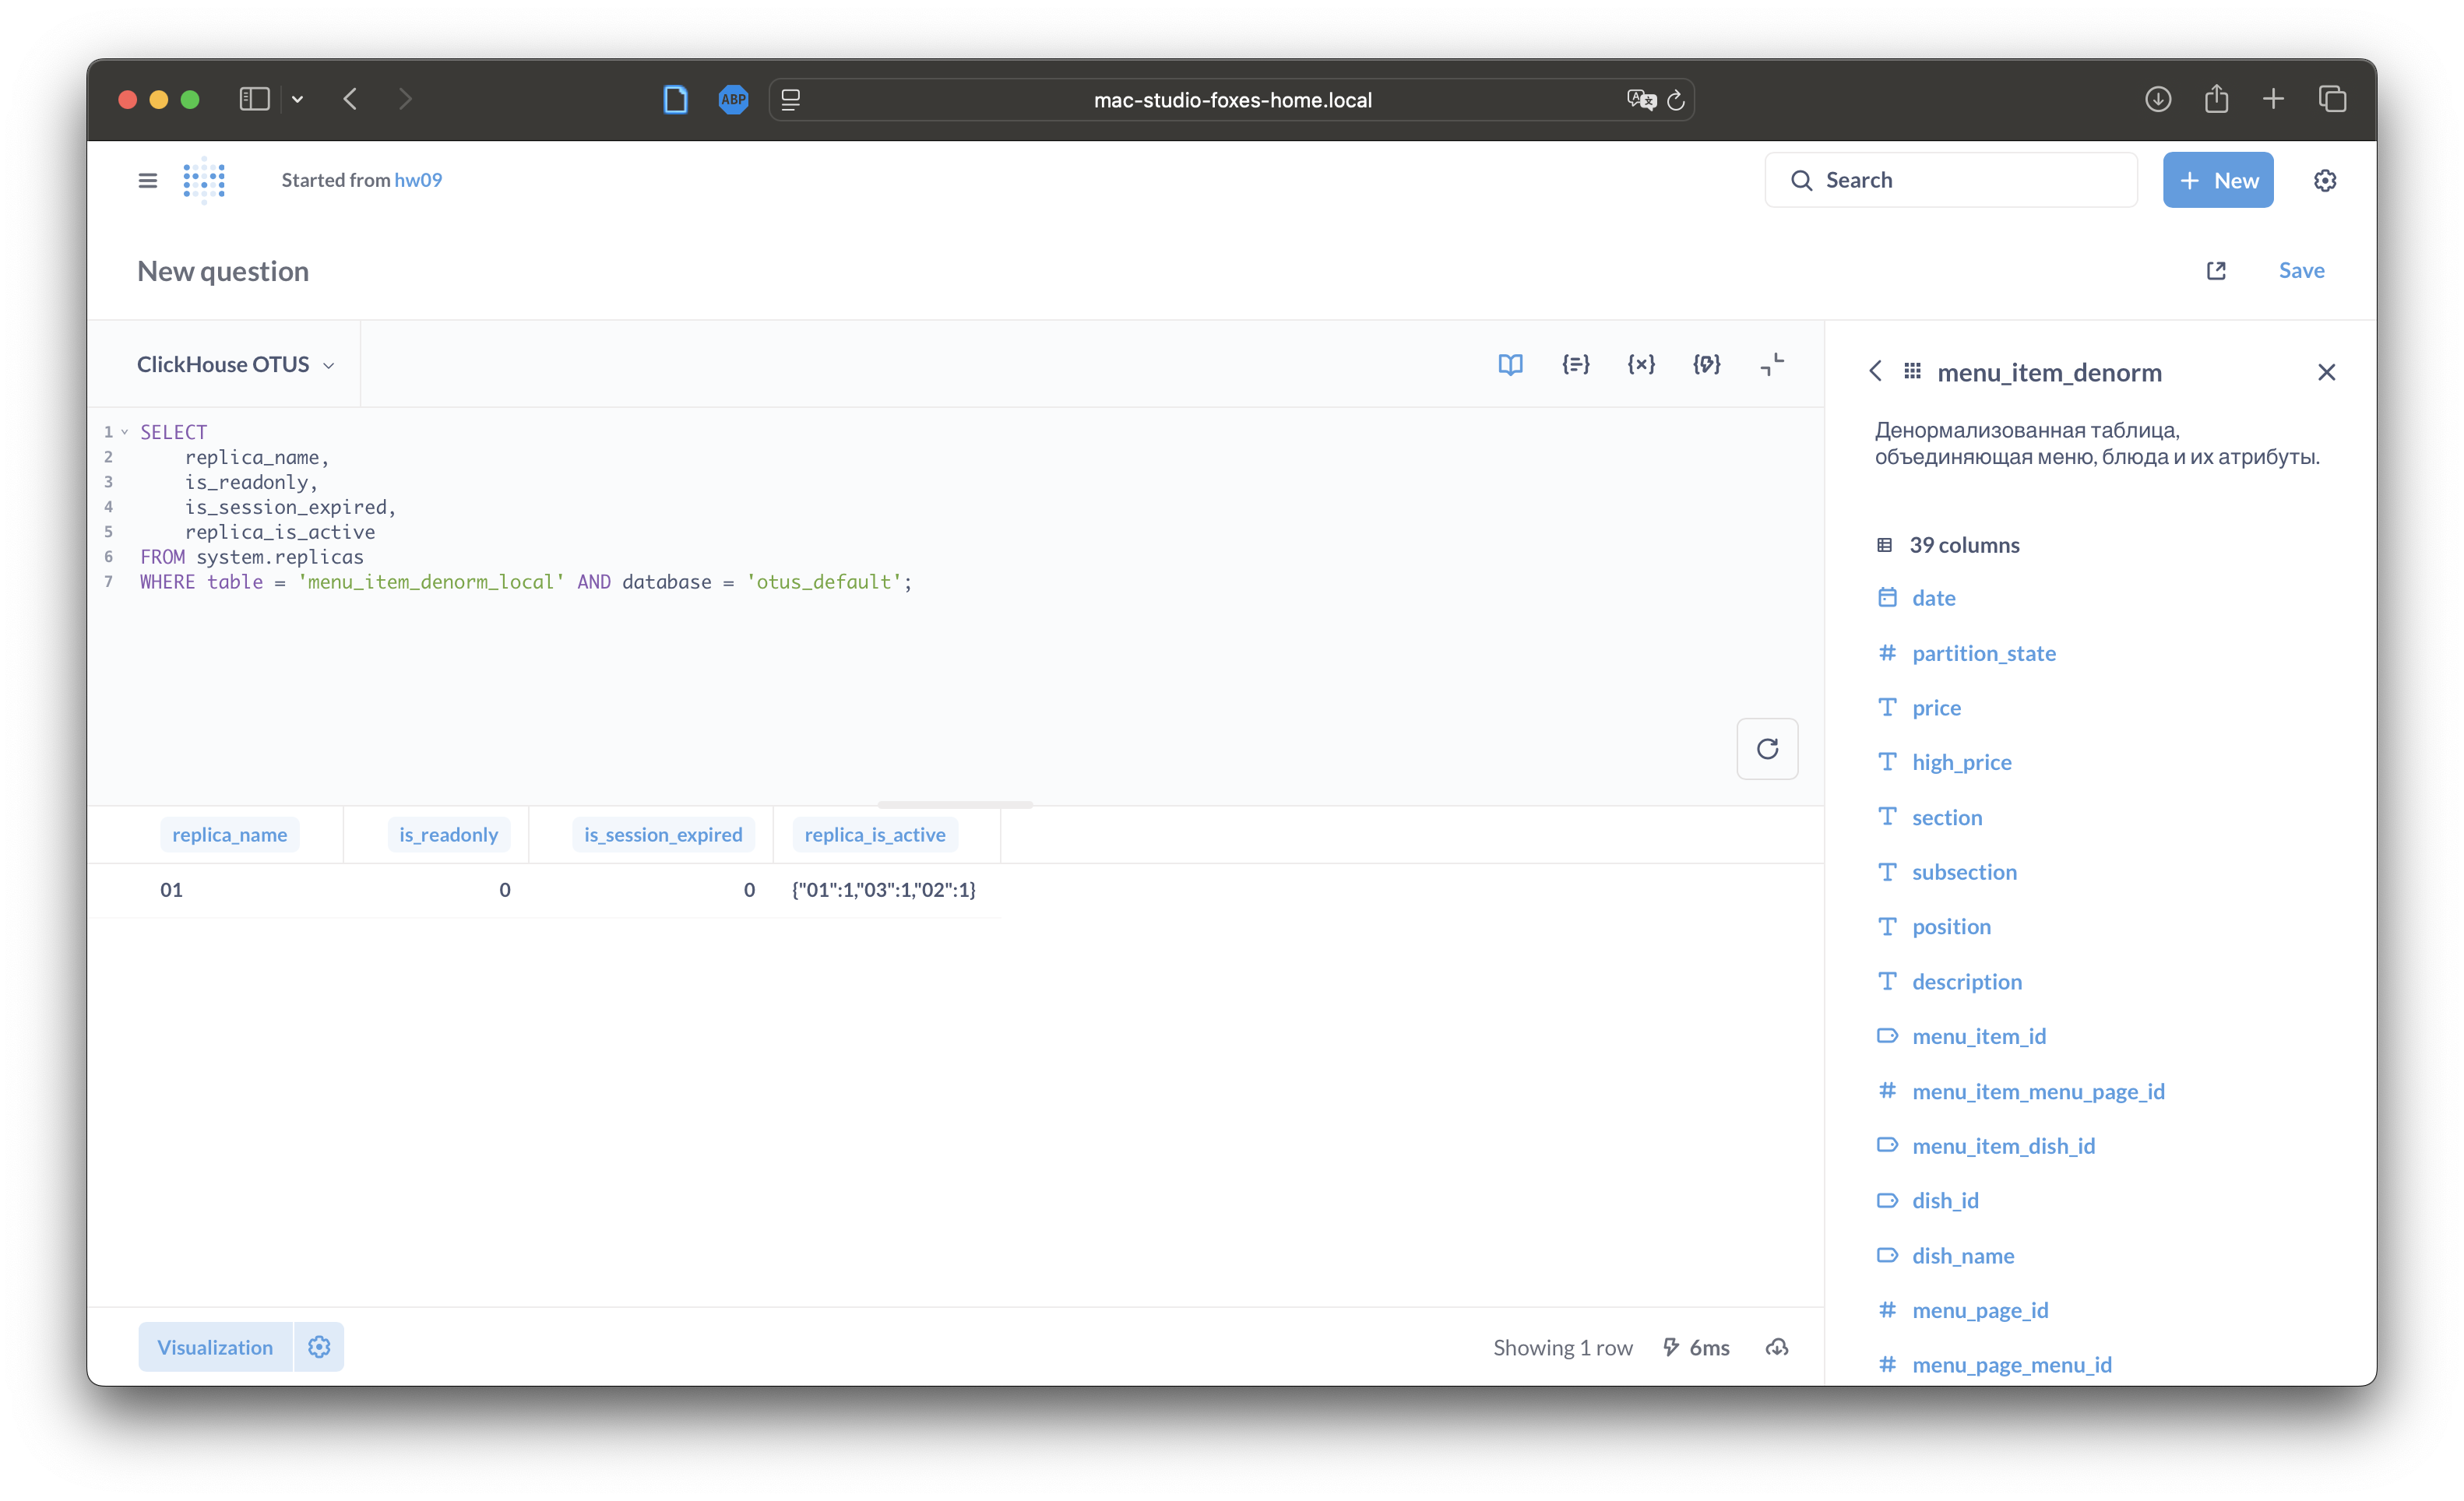 ABP
mac-studio-foxes-home.local
Started from hw09
Search
New
New question
Save
ClickHouse OTUS
1 SELECT
2 replica_name,
3 is_readonly,
4 is_session_expired,
5 replica_is_active
6 FROM system.replicas
7 WHERE table = 'menu_item_denorm_local' AND database = 'otus_default';
replica_name is_readonly is_session_expired replica_is_active
01 0 0 {"01":1,"03":1,"02":1}
Visualization
Showing 1 row 6ms
menu_item_denorm
Денормализованная таблица,
объединяющая меню, блюда и их атрибуты.
39 columns
date
partition_state
price
high_price
section
subsection
position
description
menu_item_id
menu_item_menu_page_id
menu_item_dish_id
dish_id
dish_name
menu_page_id
menu_page_menu_id